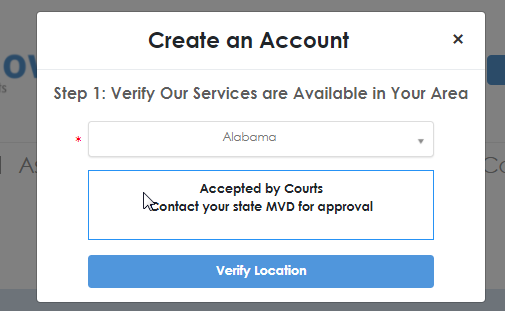 Create an Account ×
Step 1: Verify Our Services are Available in Your Area
* Alabama
Accepted by Courts
Contact your state MVD for approval
Verify Location